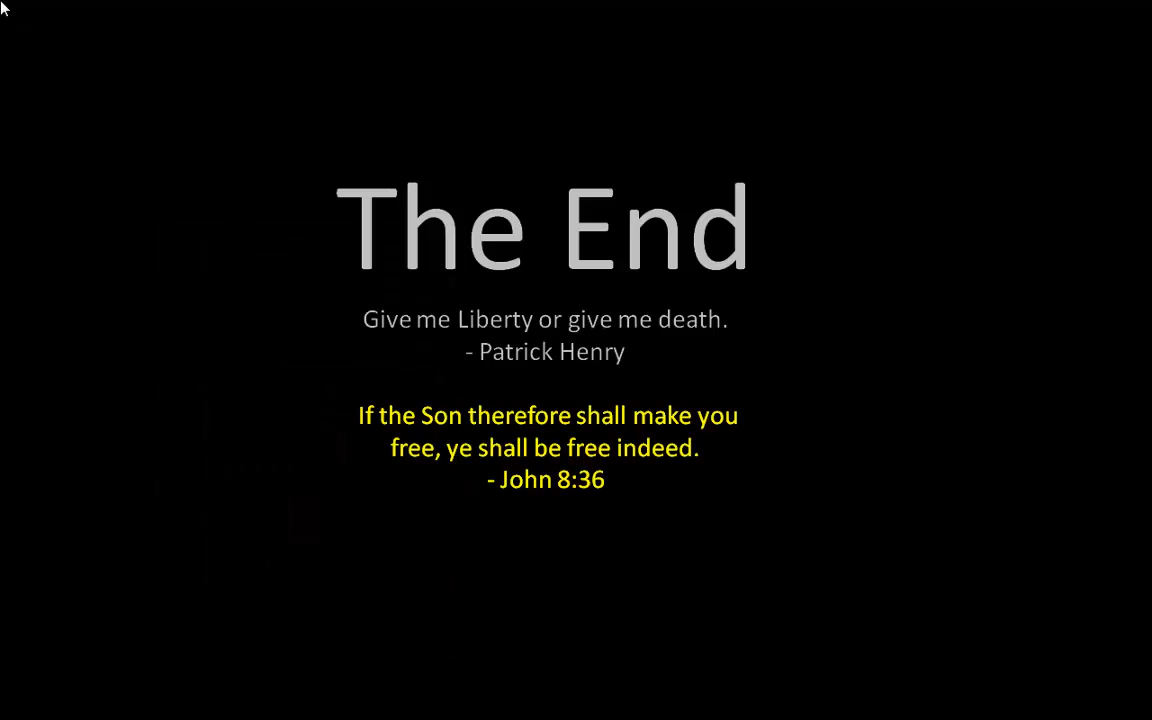 The End
Give me Liberty or give me death.
- Patrick Henry
If the Son therefore shall make you
free, ye shall be free indeed.
- John 8:36